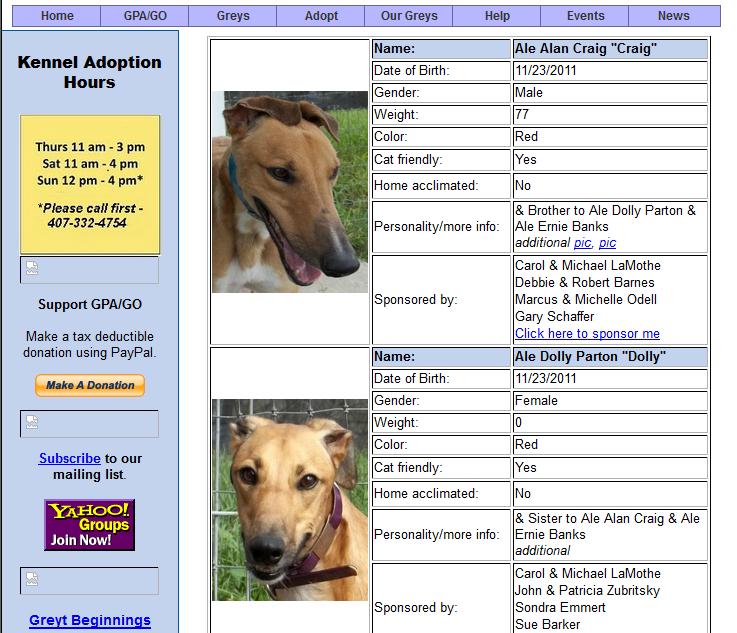 Home GPA/GO Greys Adopt Our Greys Help Events News
Kennel Adoption
Hours
Thurs 11 am - 3 pm
Sat 11 am - 4 pm
Sun 12 pm - 4 pm*
*Please call first -
407-332-4754
Support GPA/GO
Make a tax deductible
donation using PayPal.
Make A Donation
Subscribe to our
mailing list.
YAHOO!
Groups
Join Now!
Greyt Beginnings
Name: Ale Alan Craig "Craig"
Date of Birth: 11/23/2011
Gender: Male
Weight: 77
Color: Red
Cat friendly: Yes
Home acclimated: No
Personality/more info: & Brother to Ale Dolly Parton &
Ale Ernie Banks
additional pic, pic
Sponsored by: Carol & Michael LaMothe
Debbie & Robert Barnes
Marcus & Michelle Odell
Gary Schaffer
Click here to sponsor me
Name: Ale Dolly Parton "Dolly"
Date of Birth: 11/23/2011
Gender: Female
Weight: 0
Color: Red
Cat friendly: Yes
Home acclimated: No
Personality/more info: & Sister to Ale Alan Craig & Ale
Ernie Banks
additional
Sponsored by: Carol & Michael LaMothe
John & Patricia Zubritsky
Sondra Emmert
Sue Barker